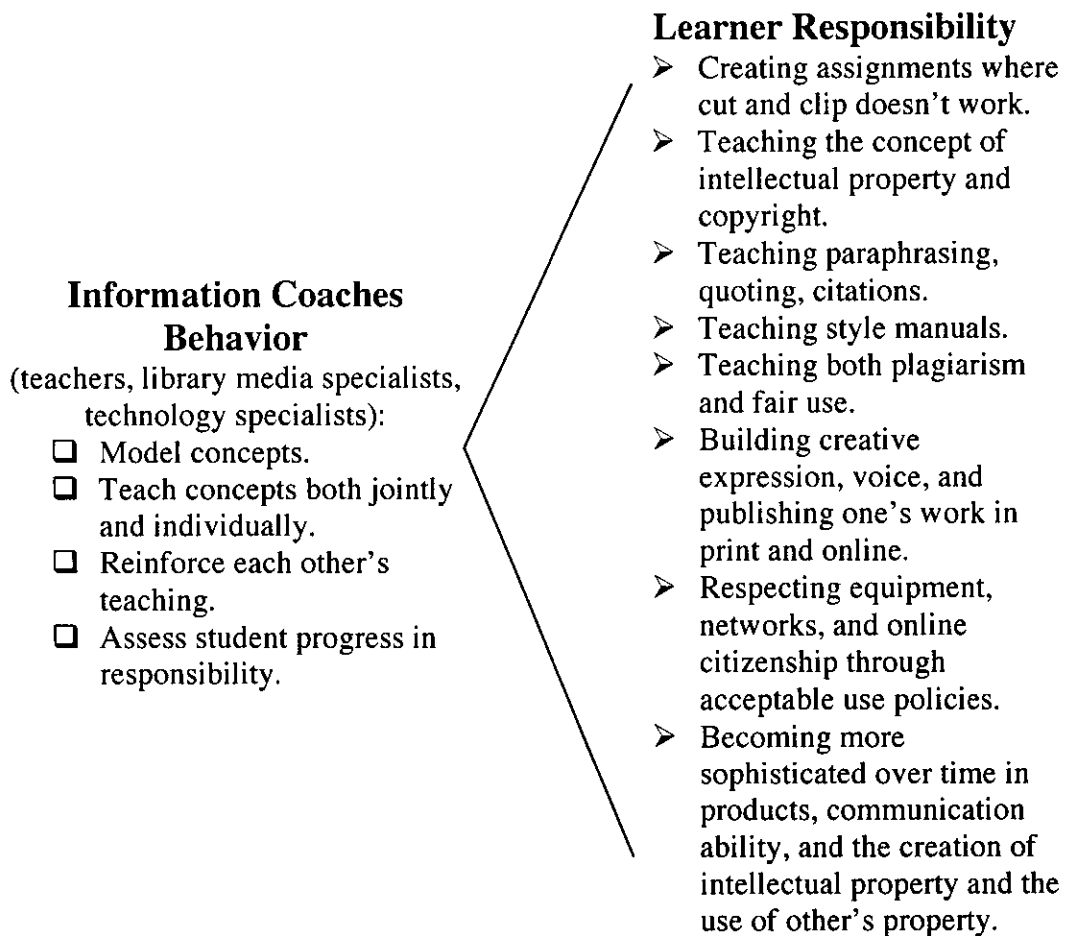 Information Coaches
Behavior
(teachers, library media specialists,
technology specialists):
❑ Model concepts.
❑ Teach concepts both jointly
and individually.
❑ Reinforce each other's
teaching.
❑ Assess student progress in
responsibility.
Learner Responsibility
➢ Creating assignments where
cut and clip doesn't work.
➢ Teaching the concept of
intellectual property and
copyright.
➢ Teaching paraphrasing,
quoting, citations.
➢ Teaching style manuals.
➢ Teaching both plagiarism
and fair use.
➢ Building creative
expression, voice, and
publishing one's work in
print and online.
➢ Respecting equipment,
networks, and online
citizenship through
acceptable use policies.
➢ Becoming more
sophisticated over time in
products, communication
ability, and the creation of
intellectual property and the
use of other's property.